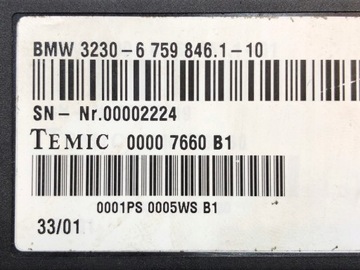 BMW 3230-6 759 846.1-10
SN- Nr.00002224
TEMIC 0000 7660 B1
0001PS 0005WS B1
33/01